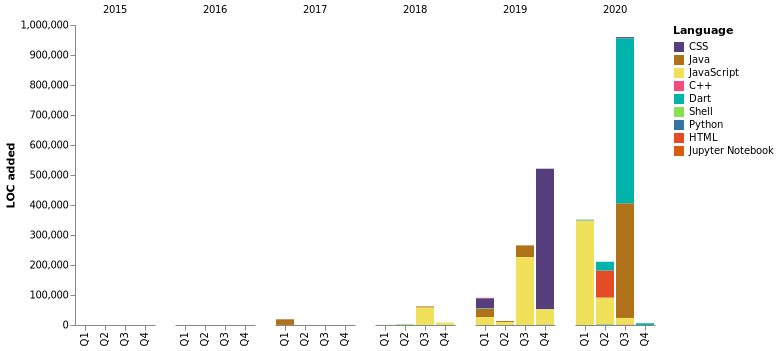 2015 2016 2017 2018 2019 2020
LOC added
1,000,000
900,000
800,000
700,000
600,000
500,000
400,000
300,000
200,000
100,000
0
Q1 Q2 Q3 Q4 Q1 Q2 Q3 Q4 Q1 Q2 Q3 Q4 Q1 Q2 Q3 Q4 Q1 Q2 Q3 Q4 Q1 Q2 Q3 Q4
Language
CSS
Java
JavaScript
C++
Dart
Shell
Python
HTML
Jupyter Notebook